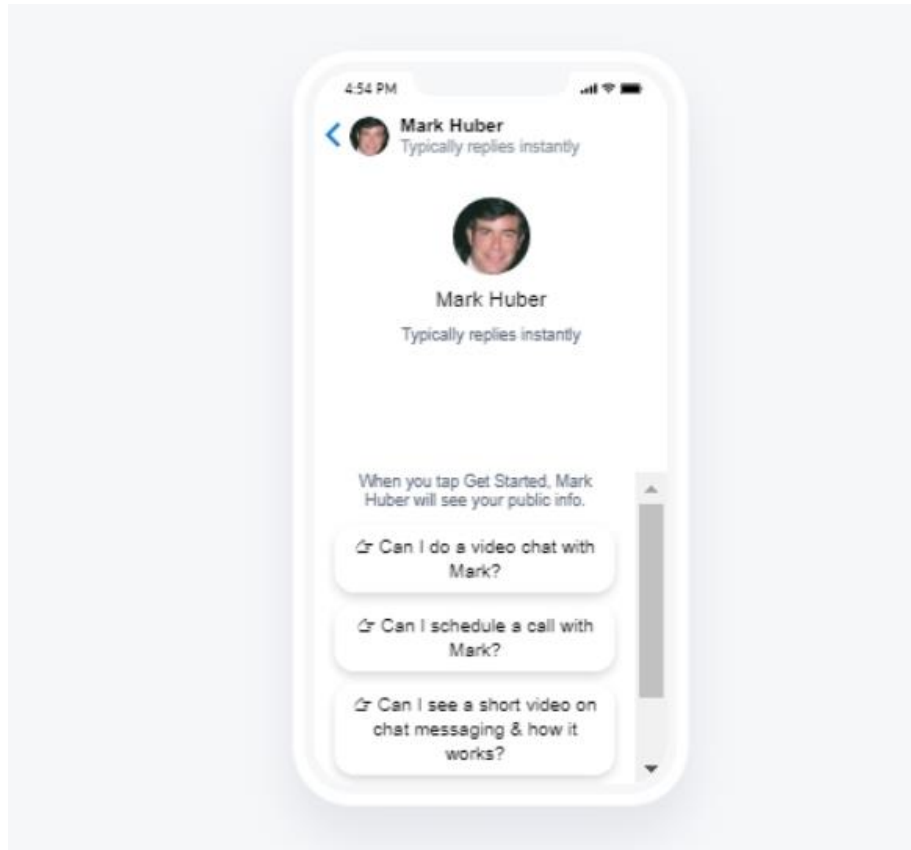 4:54 PM
Mark Huber
Typically replies instantly
Mark Huber
Typically replies instantly
When you tap Get Started, Mark
Huber will see your public info.
👉 Can I do a video chat with
Mark?
👉 Can I schedule a call with
Mark?
👉 Can I see a short video on
chat messaging & how it
works?